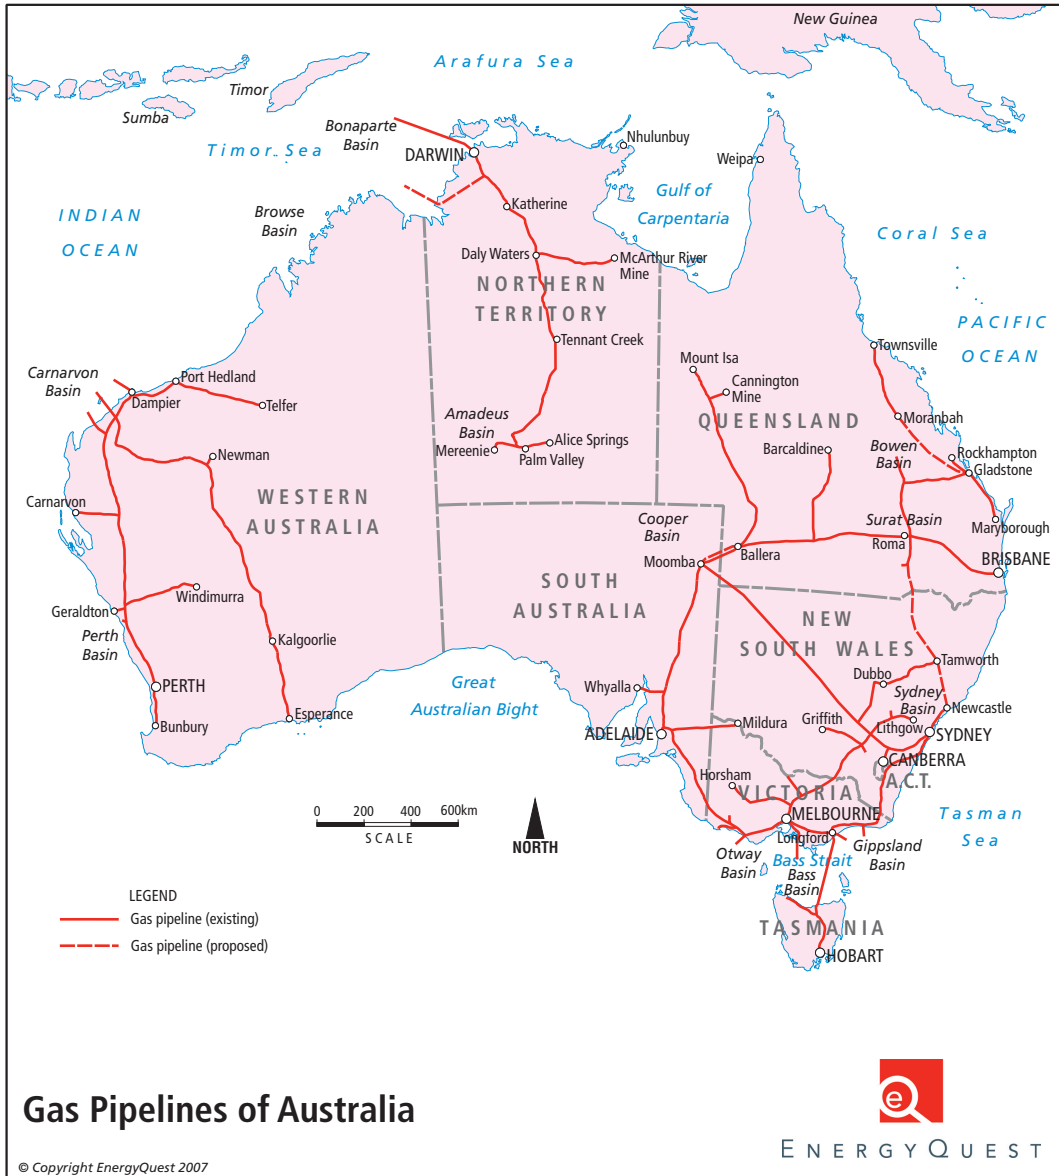 New Guinea
Arafura Sea
Timor
Sumba
Bonaparte
Basin
Timor Sea
DARWIN
Nhulunbuy
Weipa
Gulf of
Carpentaria
INDIAN
OCEAN
Browse
Basin
Katherine
Coral Sea
Daly Waters
McArthur River
Mine
NORTHERN
TERRITORY
PACIFIC
OCEAN
Tennant Creek
Townsville
Mount Isa
Carnarvon
Basin
Port Hedland
Dampier
Telfer
Cannington
Mine
QUEENSLAND
Moranbah
Amadeus
Basin
Mereenie
Alice Springs
Palm Valley
Barcaldine
Bowen
Basin
Rockhampton
Gladstone
Newman
Carnarvon
WESTERN
AUSTRALIA
Cooper
Basin
Surat Basin
Maryborough
Roma
Ballera
Moomba
BRISBANE
SOUTH
AUSTRALIA
Windimurra
Geraldton
Perth
Basin
Kalgoorlie
NEW
SOUTH WALES
Tamworth
Dubbo
PERTH
Great
Australian Bight
Whyalla
Sydney
Basin
Newcastle
Esperance
Bunbury
ADELAIDE
Mildura
Griffith
Lithgow
SYDNEY
CANBERRA
A.C.T.
Horsham
VICTORIA
MELBOURNE
Longford
Tasman
Sea
0 200 400 600km
SCALE
NORTH
Otway
Basin
Bass Strait
Bass
Basin
Gippsland
Basin
TASMANIA
HOBART
LEGEND
Gas pipeline (existing)
Gas pipeline (proposed)
Gas Pipelines of Australia
e
ENERGYQUEST
© Copyright EnergyQuest 2007